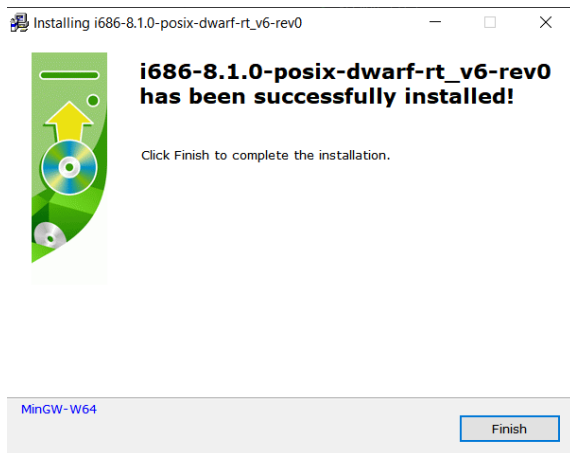 Installing i686-8.1.0-posix-dwarf-rt_v6-rev0
i686-8.1.0-posix-dwarf-rt_v6-rev0
has been successfully installed!
Click Finish to complete the installation.
MinGW-W64
Finish